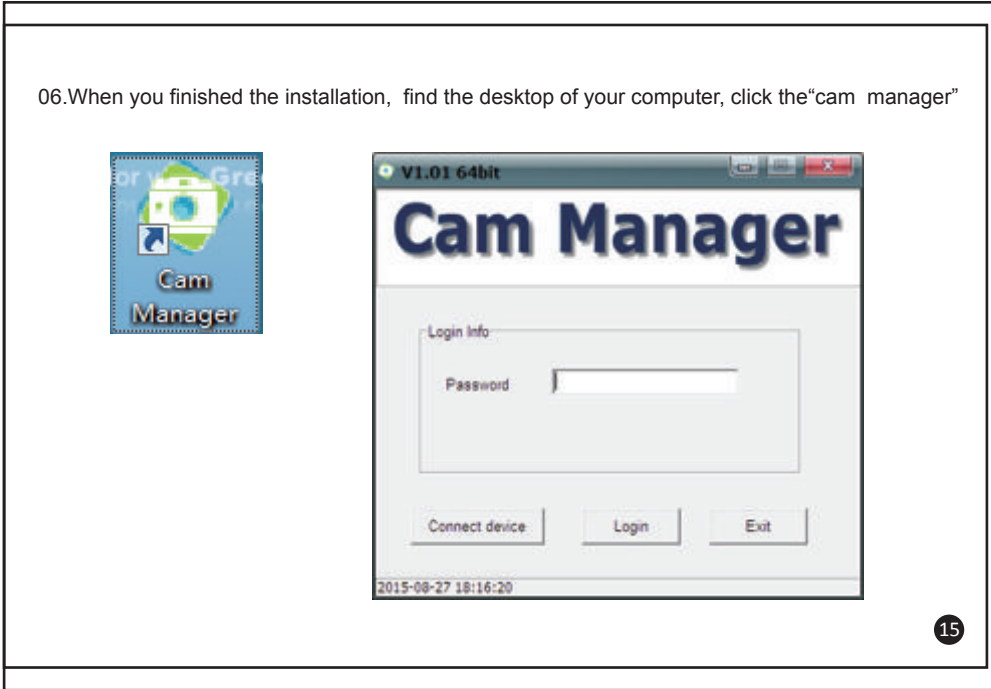 06.When you finished the installation,  find the desktop of your computer, click the“cam  manager”
Cam
Manager
V1.01 64bit
Cam Manager
Login Info
Password
Connect device
Login
Exit
2015-08-27 18:16:20
15